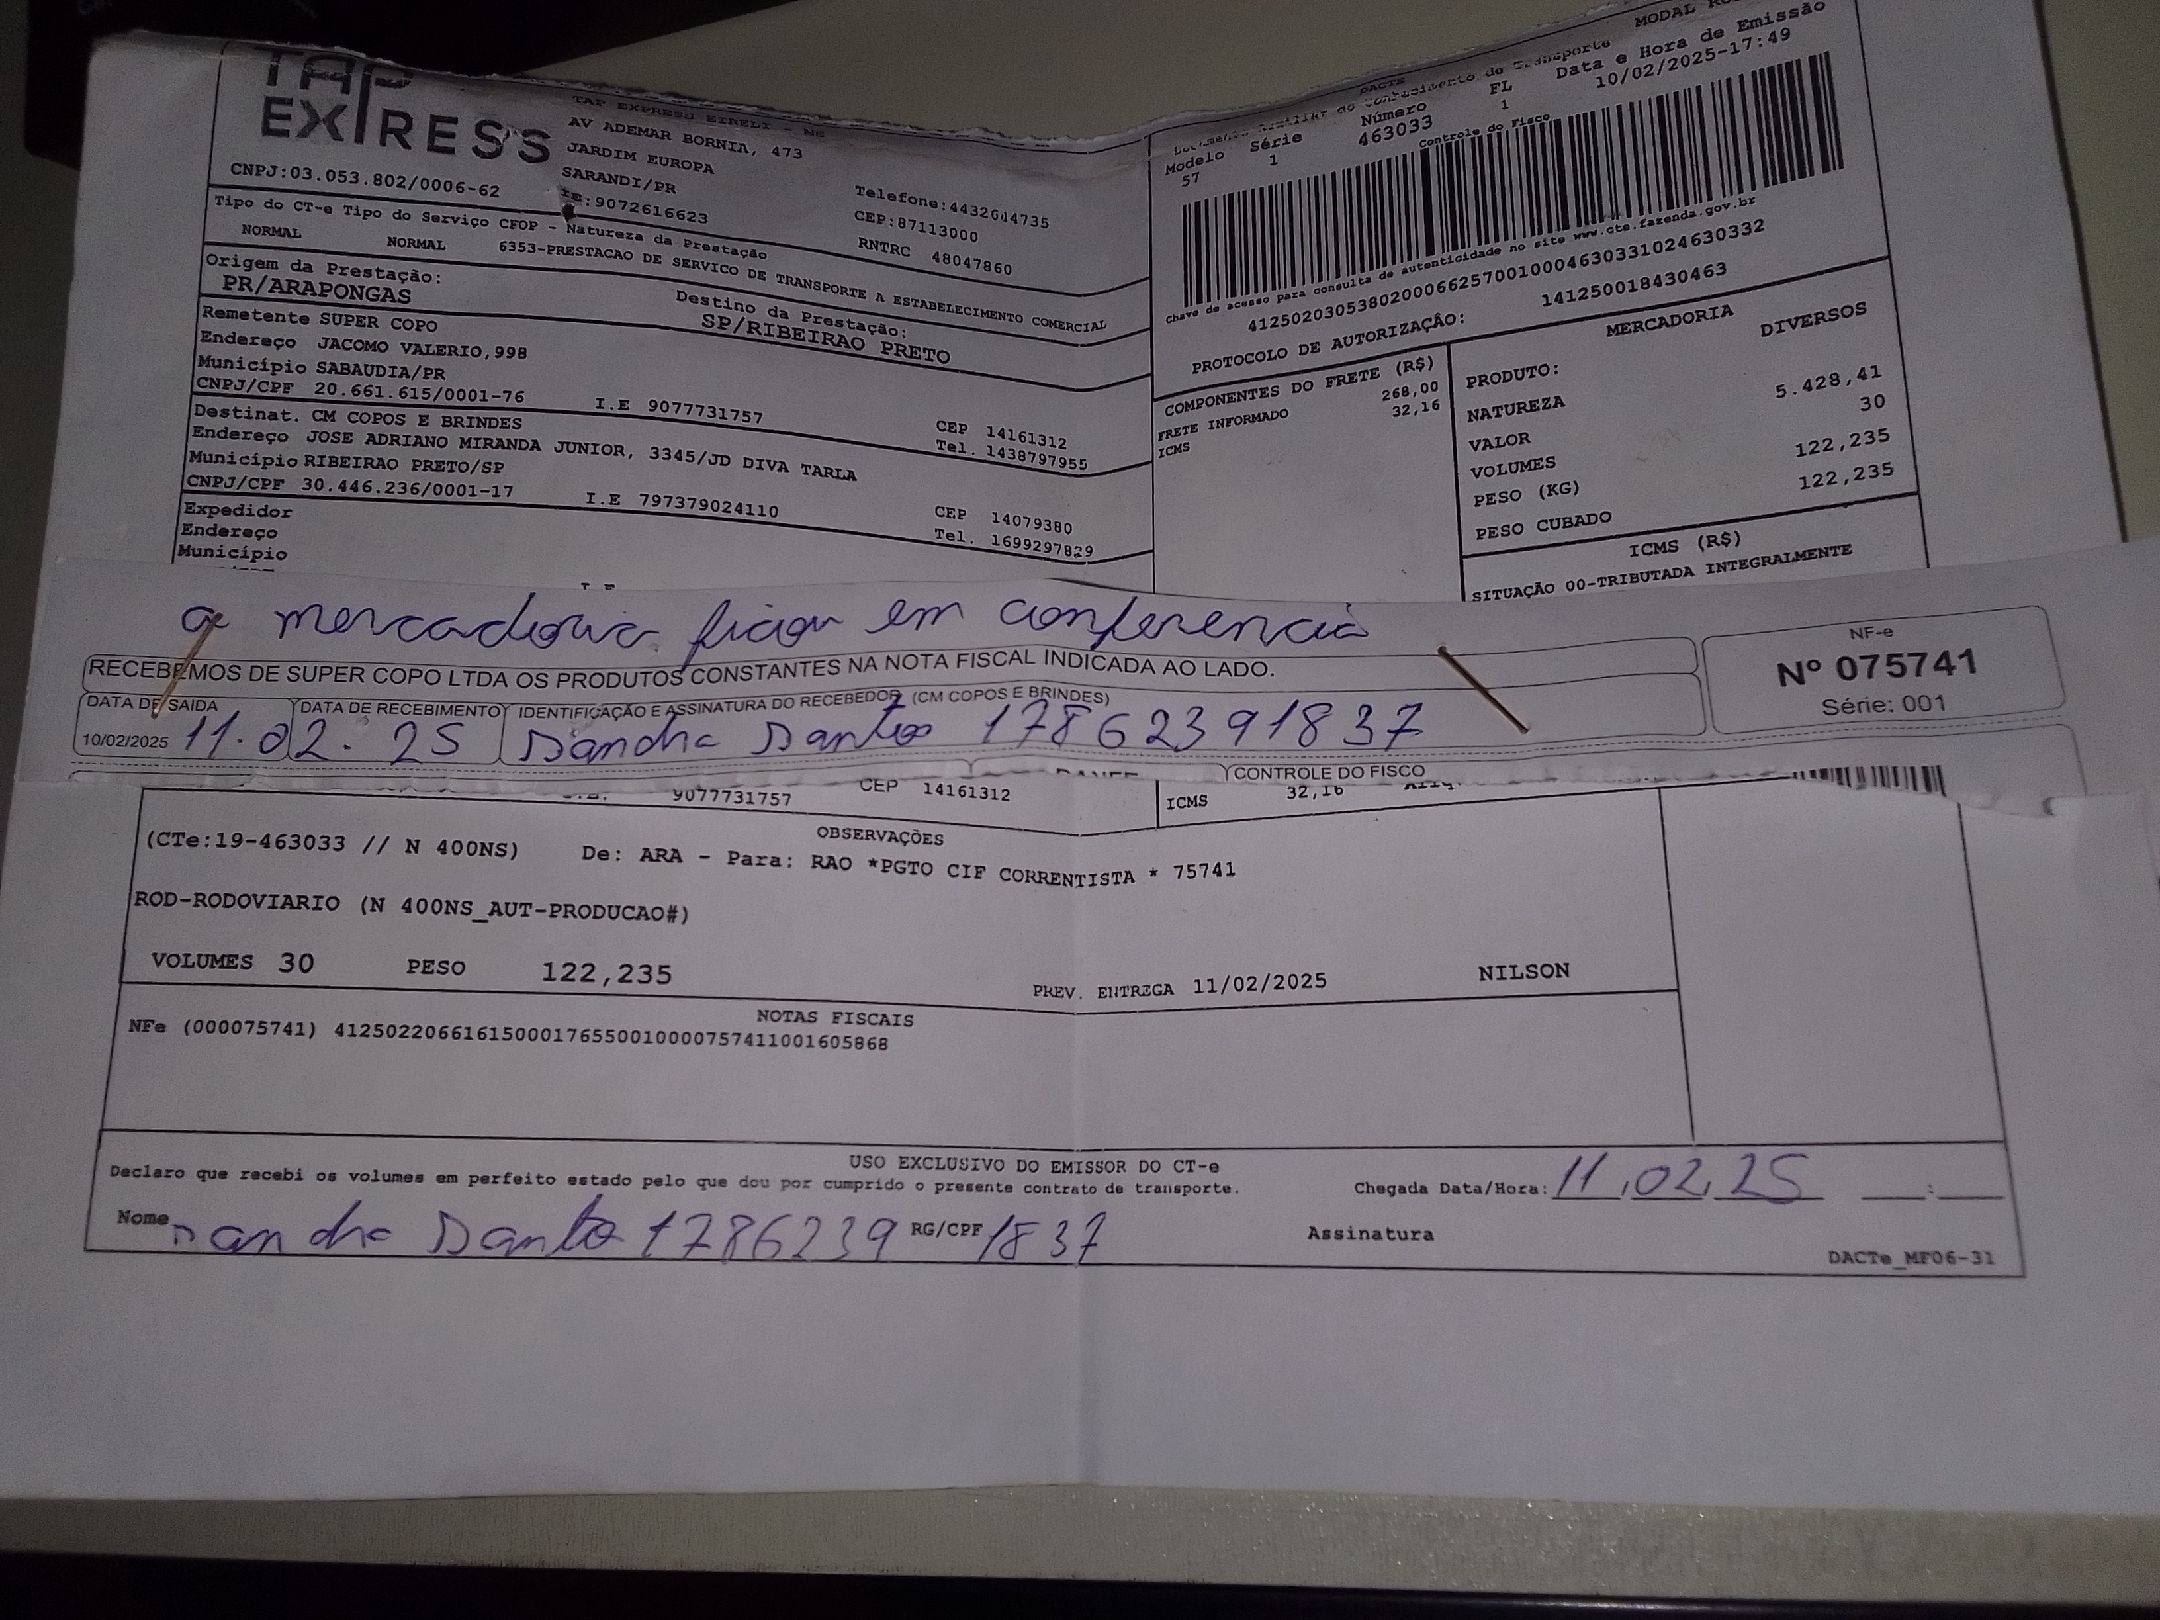 TAP
EXPRESS
TAF EXPRESS EIRELI - ME
AV ADEMAR BORNIA, 473
JARDIM EUROPA
SARANDI/PR
CNPJ:03.053.802/0006-62
IE:9072616623
Telefone:4432644735
CEP:87113000
RNTRC 48047860
Tipo do CT-e Tipo do Serviço CFOP - Natureza da Prestação
NORMAL NORMAL 6353-PRESTACAO DE SERVICO DE TRANSPORTE A ESTABELECIMENTO COMERCIAL
Origem da Prestação:
PR/ARAPONGAS
Destino da Prestação:
SP/RIBEIRAO PRETO
Remetente SUPER COPO
Endereço JACOMO VALERIO,998
Município SABAUDIA/PR
CNPJ/CPF 20.661.615/0001-76 I.E 9077731757
CEP 14161312
Tel. 1438797955
Destinat. CM COPOS E BRINDES
Endereço JOSE ADRIANO MIRANDA JUNIOR, 3345/JD DIVA TARLA
Município RIBEIRAO PRETO/SP
CNPJ/CPF 30.446.236/0001-17 I.E 797379024110
CEP 14079380
Tel. 1699297829
Expedidor
Endereço
Município
DACTE
Documento Auxiliar do Conhecimento de Transporte
MODAL
Modelo Série Número FL Data e Hora de Emissão
57 1 463033 1 10/02/2025-17:49
Controle do Fisco
Chave de acesso para consulta de autenticidade no site www.cte.fazenda.gov.br
41250203053802000662570010004630331024630332
PROTOCOLO DE AUTORIZAÇÃO: 141250018430463
COMPONENTES DO FRETE (R$)
FRETE INFORMADO 268,00
ICMS 32,16
MERCADORIA
PRODUTO: DIVERSOS
NATUREZA
VALOR 5.428,41
VOLUMES 30
PESO (KG) 122,235
PESO CUBADO 122,235
ICMS (R$)
SITUAÇÃO 00-TRIBUTADA INTEGRALMENTE
a mercadoria ficou em conferencia
RECEBEMOS DE SUPER COPO LTDA OS PRODUTOS CONSTANTES NA NOTA FISCAL INDICADA AO LADO.
NF-e
Nº 075741
Série: 001
DATA DE SAIDA DATA DE RECEBIMENTO IDENTIFICAÇÃO E ASSINATURA DO RECEBEDOR (CM COPOS E BRINDES)
10/02/2025 11.02.25 Sandra Santos 17862391837
DANFE CONTROLE DO FISCO
9077731757 CEP 14161312 ICMS 32,16
OBSERVAÇÕES
(CTe:19-463033 // N 400NS) De: ARA - Para: RAO *PGTO CIF CORRENTISTA * 75741
ROD-RODOVIARIO (N 400NS_AUT-PRODUCAO#)
VOLUMES 30 PESO 122,235 PREV. ENTREGA 11/02/2025 NILSON
NOTAS FISCAIS
NFe (000075741) 41250220661615000176550010000757411001605868
USO EXCLUSIVO DO EMISSOR DO CT-e
Declaro que recebi os volumes em perfeito estado pelo que dou por cumprido o presente contrato de transporte.
Chegada Data/Hora: 11,02,25 :
Nome Sandra Santo 1786239 RG/CPF 1837 Assinatura
DACTe_MF06-31